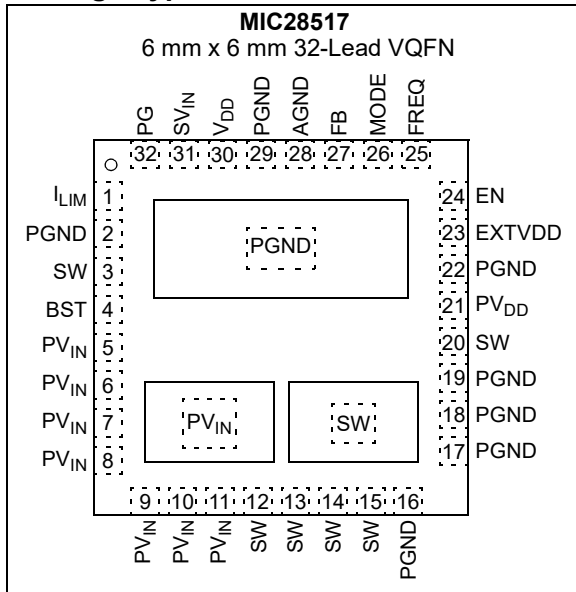 MIC28517
6 mm x 6 mm 32-Lead VQFN
PG
SVIN
VDD
PGND
AGND
FB
MODE
FREQ
32 31 30 29 28 27 26 25
ILIM 1
PGND 2
SW 3
BST 4
PVIN 5
PVIN 6
PVIN 7
PVIN 8
PGND
PVIN
SW
24 EN
23 EXTVDD
22 PGND
21 PVDD
20 SW
19 PGND
18 PGND
17 PGND
9 10 11 12 13 14 15 16
PVIN
PVIN
PVIN
SW
SW
SW
SW
PGND